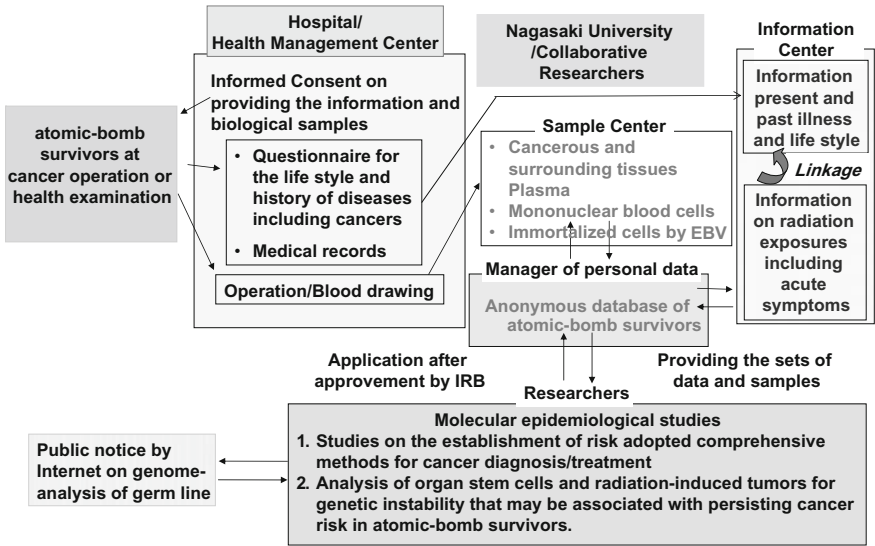 Hospital/
Health Management Center
Informed Consent on
providing the information and
biological samples
atomic-bomb
survivors at
cancer operation or
health examination
• Questionnaire for
the life style and
history of diseases
including cancers
• Medical records
Operation/Blood drawing
Nagasaki University
/Collaborative
Researchers
Sample Center
• Cancerous and
surrounding tissues
Plasma
• Mononuclear blood cells
• Immortalized cells by EBV
Information
Center
Information
present and
past illness
and life style
Linkage
Information
on radiation
exposures
including
acute
symptoms
Manager of personal data
Anonymous database of
atomic-bomb survivors
Application after
approvement by IRB
Providing the sets of
data and samples
Researchers
Molecular epidemiological studies
1. Studies on the establishment of risk adopted comprehensive
methods for cancer diagnosis/treatment
2. Analysis of organ stem cells and radiation-induced tumors for
genetic instability that may be associated with persisting cancer
risk in atomic-bomb survivors.
Public notice by
Internet on genome-
analysis of germ line